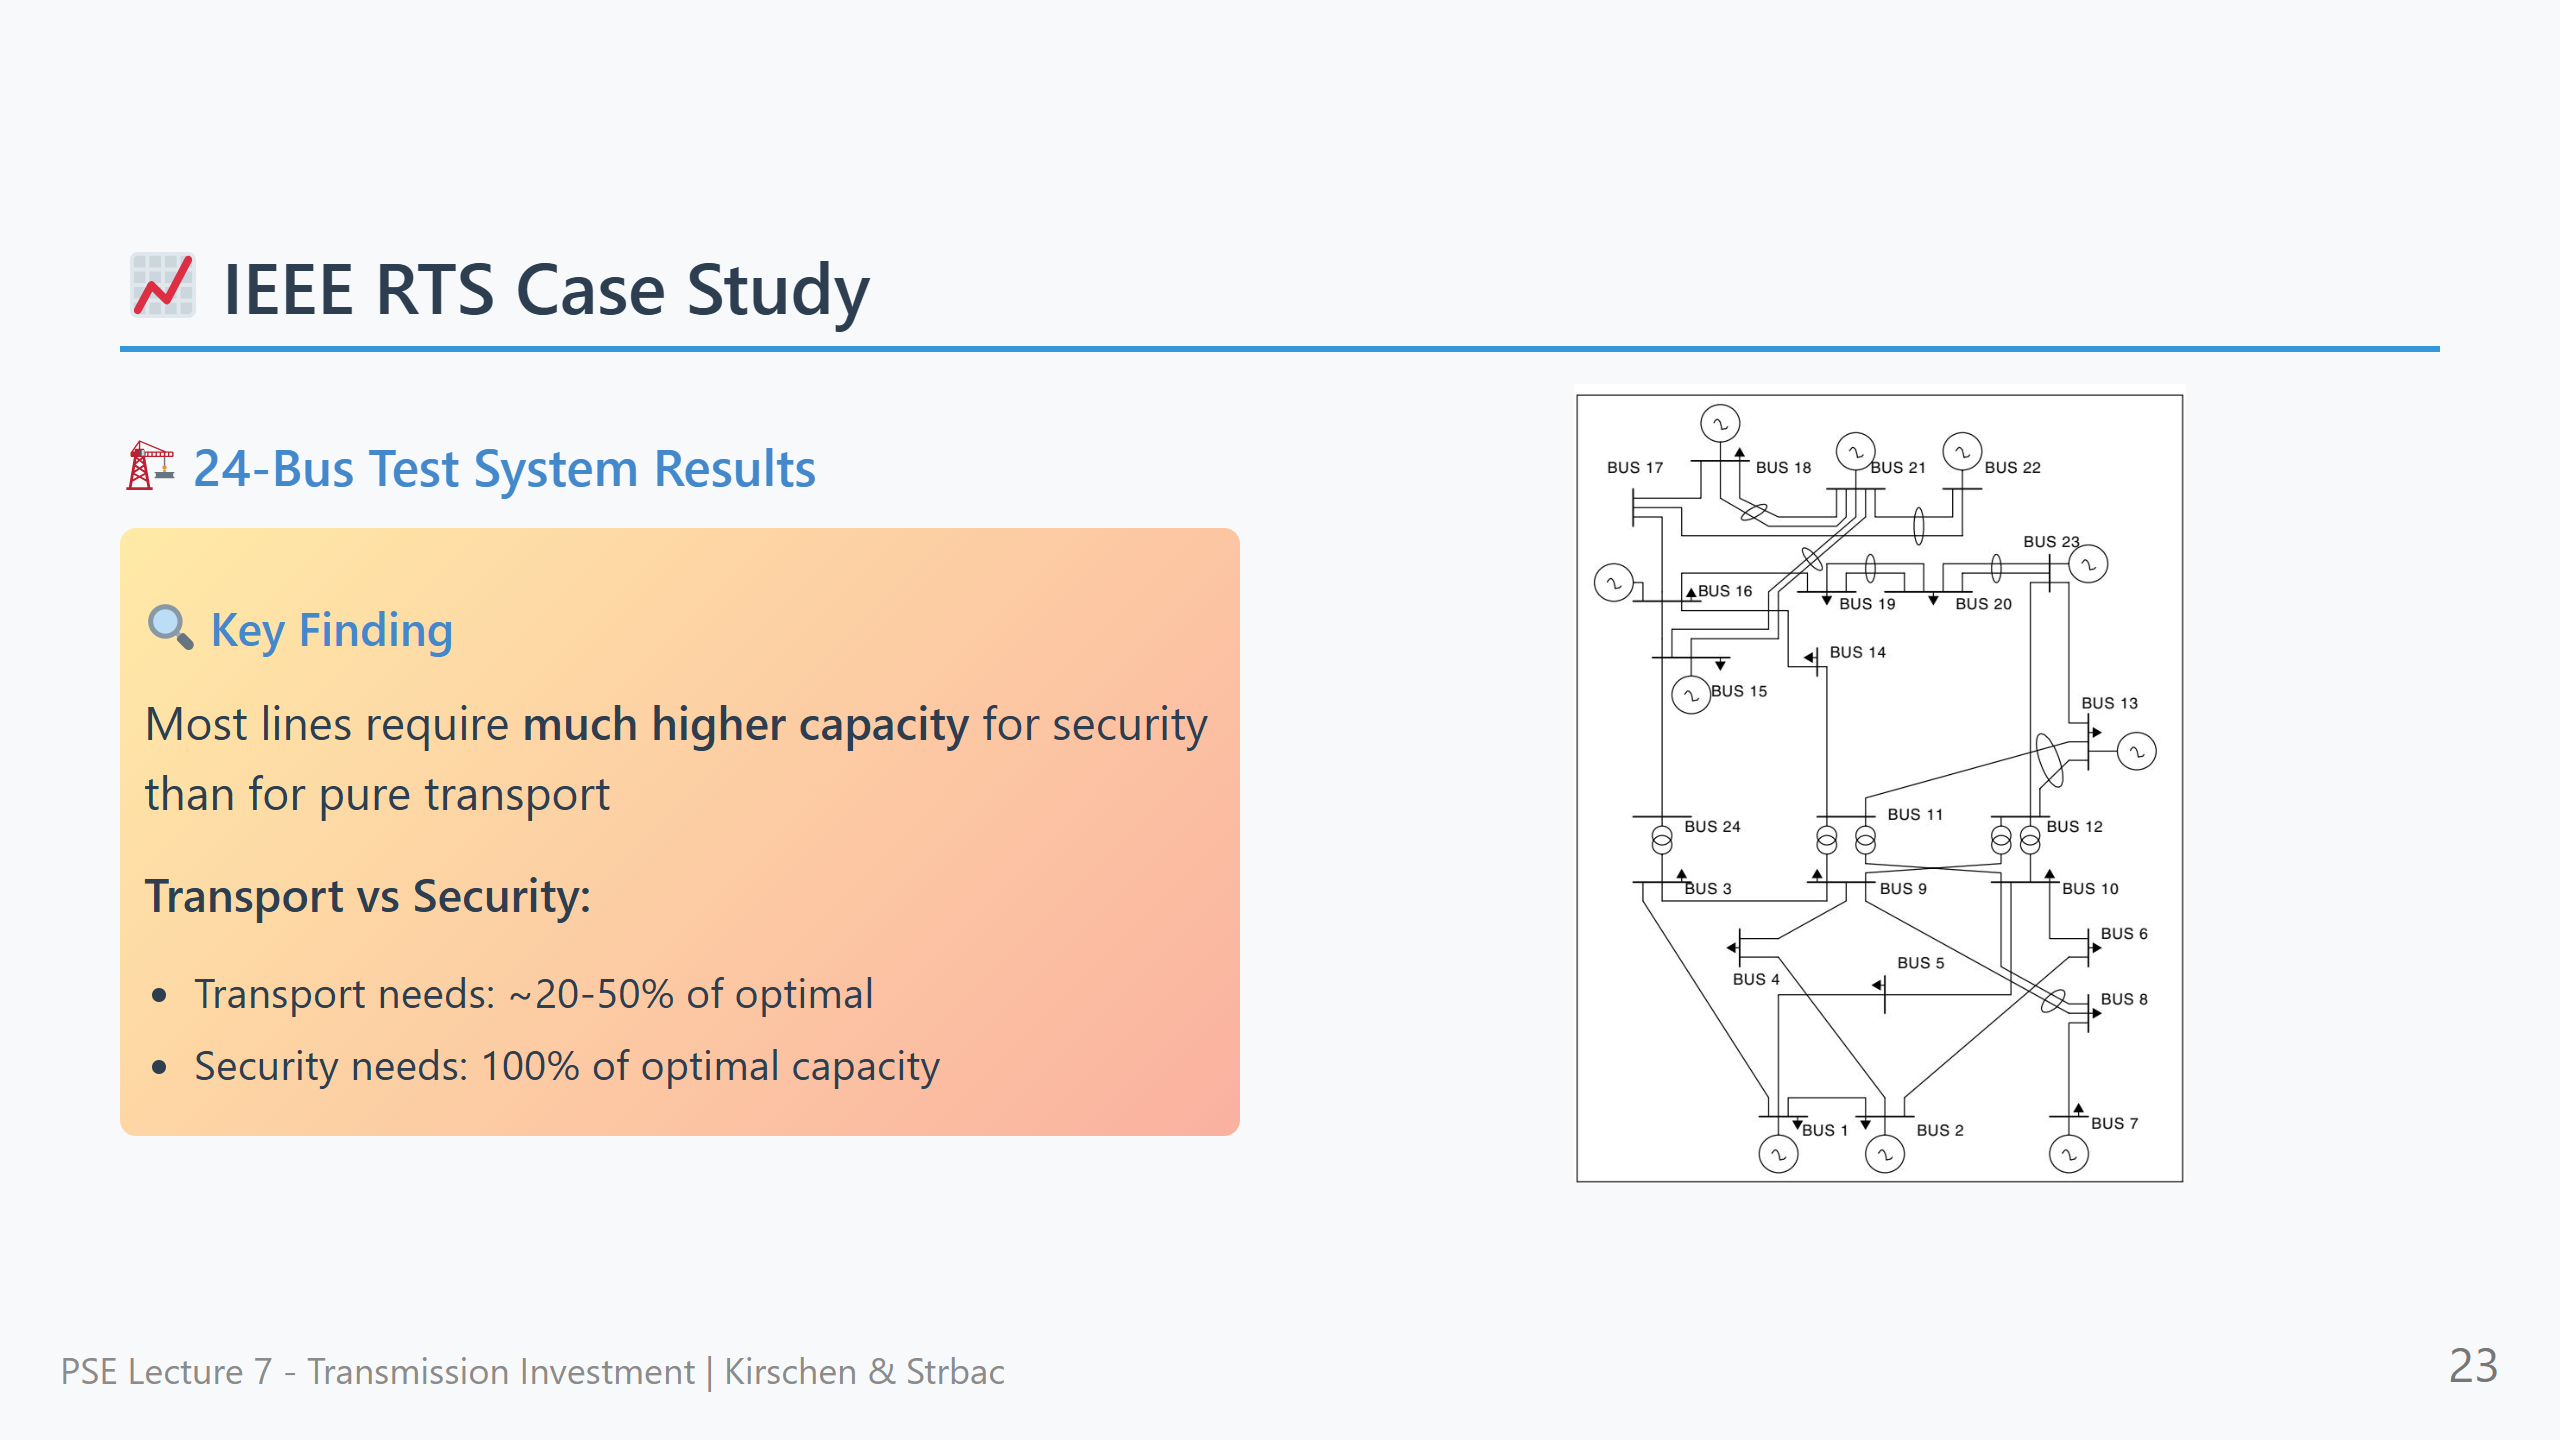 IEEE RTS Case Study
24-Bus Test System Results
Key Finding
Most lines require much higher capacity for security
than for pure transport
Transport vs Security:
• Transport needs: ~20-50% of optimal
• Security needs: 100% of optimal capacity
BUS 17
BUS 18
BUS 21
BUS 22
BUS 23
BUS 16
BUS 19
BUS 20
BUS 14
BUS 15
BUS 13
BUS 11
BUS 24
BUS 12
BUS 3
BUS 9
BUS 10
BUS 6
BUS 5
BUS 4
BUS 8
BUS 1
BUS 2
BUS 7
PSE Lecture 7 - Transmission Investment | Kirschen & Strbac
23